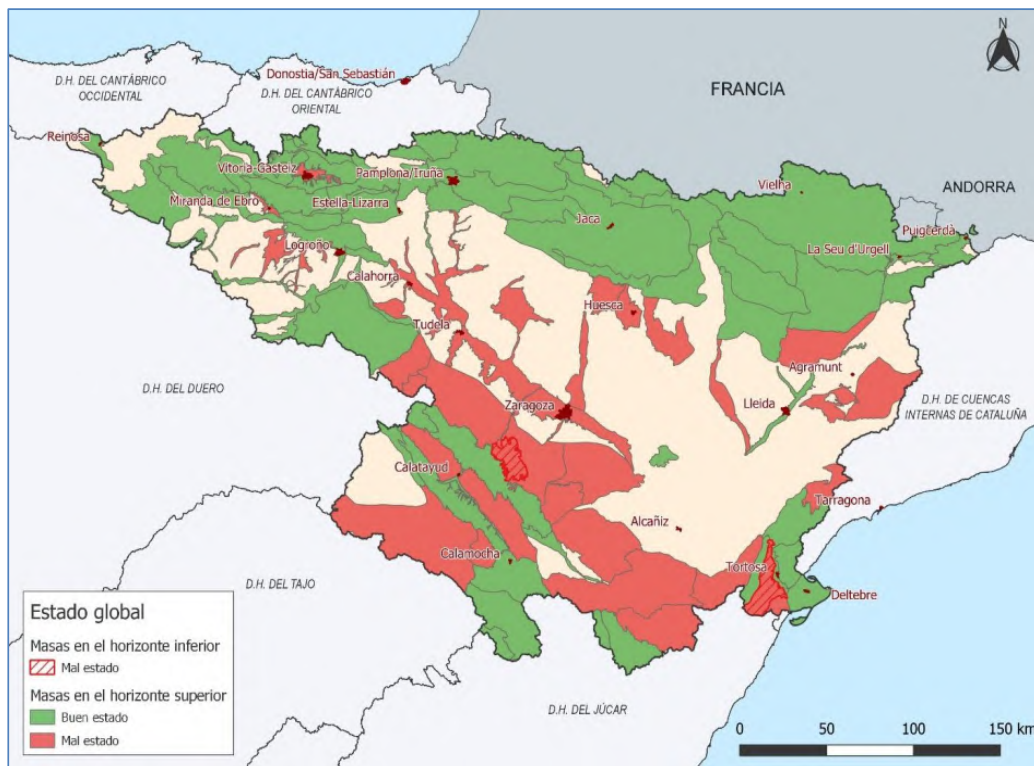 D.H. DEL CANTÁBRICO
OCCIDENTAL
Donostia/San Sebastián
D.H. DEL CANTÁBRICO
ORIENTAL
FRANCIA
Reinosa
Vitoria-Gasteiz
Pamplona/Iruña
Vielha
ANDORRA
Miranda de Ebro
Estella-Lizarra
Jaca
Puigcerdà
La Seu d'Urgell
Logroño
Calahorra
Huesca
Tudela
Agramunt
D.H. DEL DUERO
Zaragoza
Lleida
D.H. DE CUENCAS
INTERNAS DE CATALUÑA
Calatayud
Tarragona
Alcañiz
Calamocha
Tortosa
Deltebre
D.H. DEL TAJO
D.H. DEL JÚCAR
Estado global
Masas en el horizonte inferior
Mal estado
Masas en el horizonte superior
Buen estado
Mal estado
0 50 100 150 km